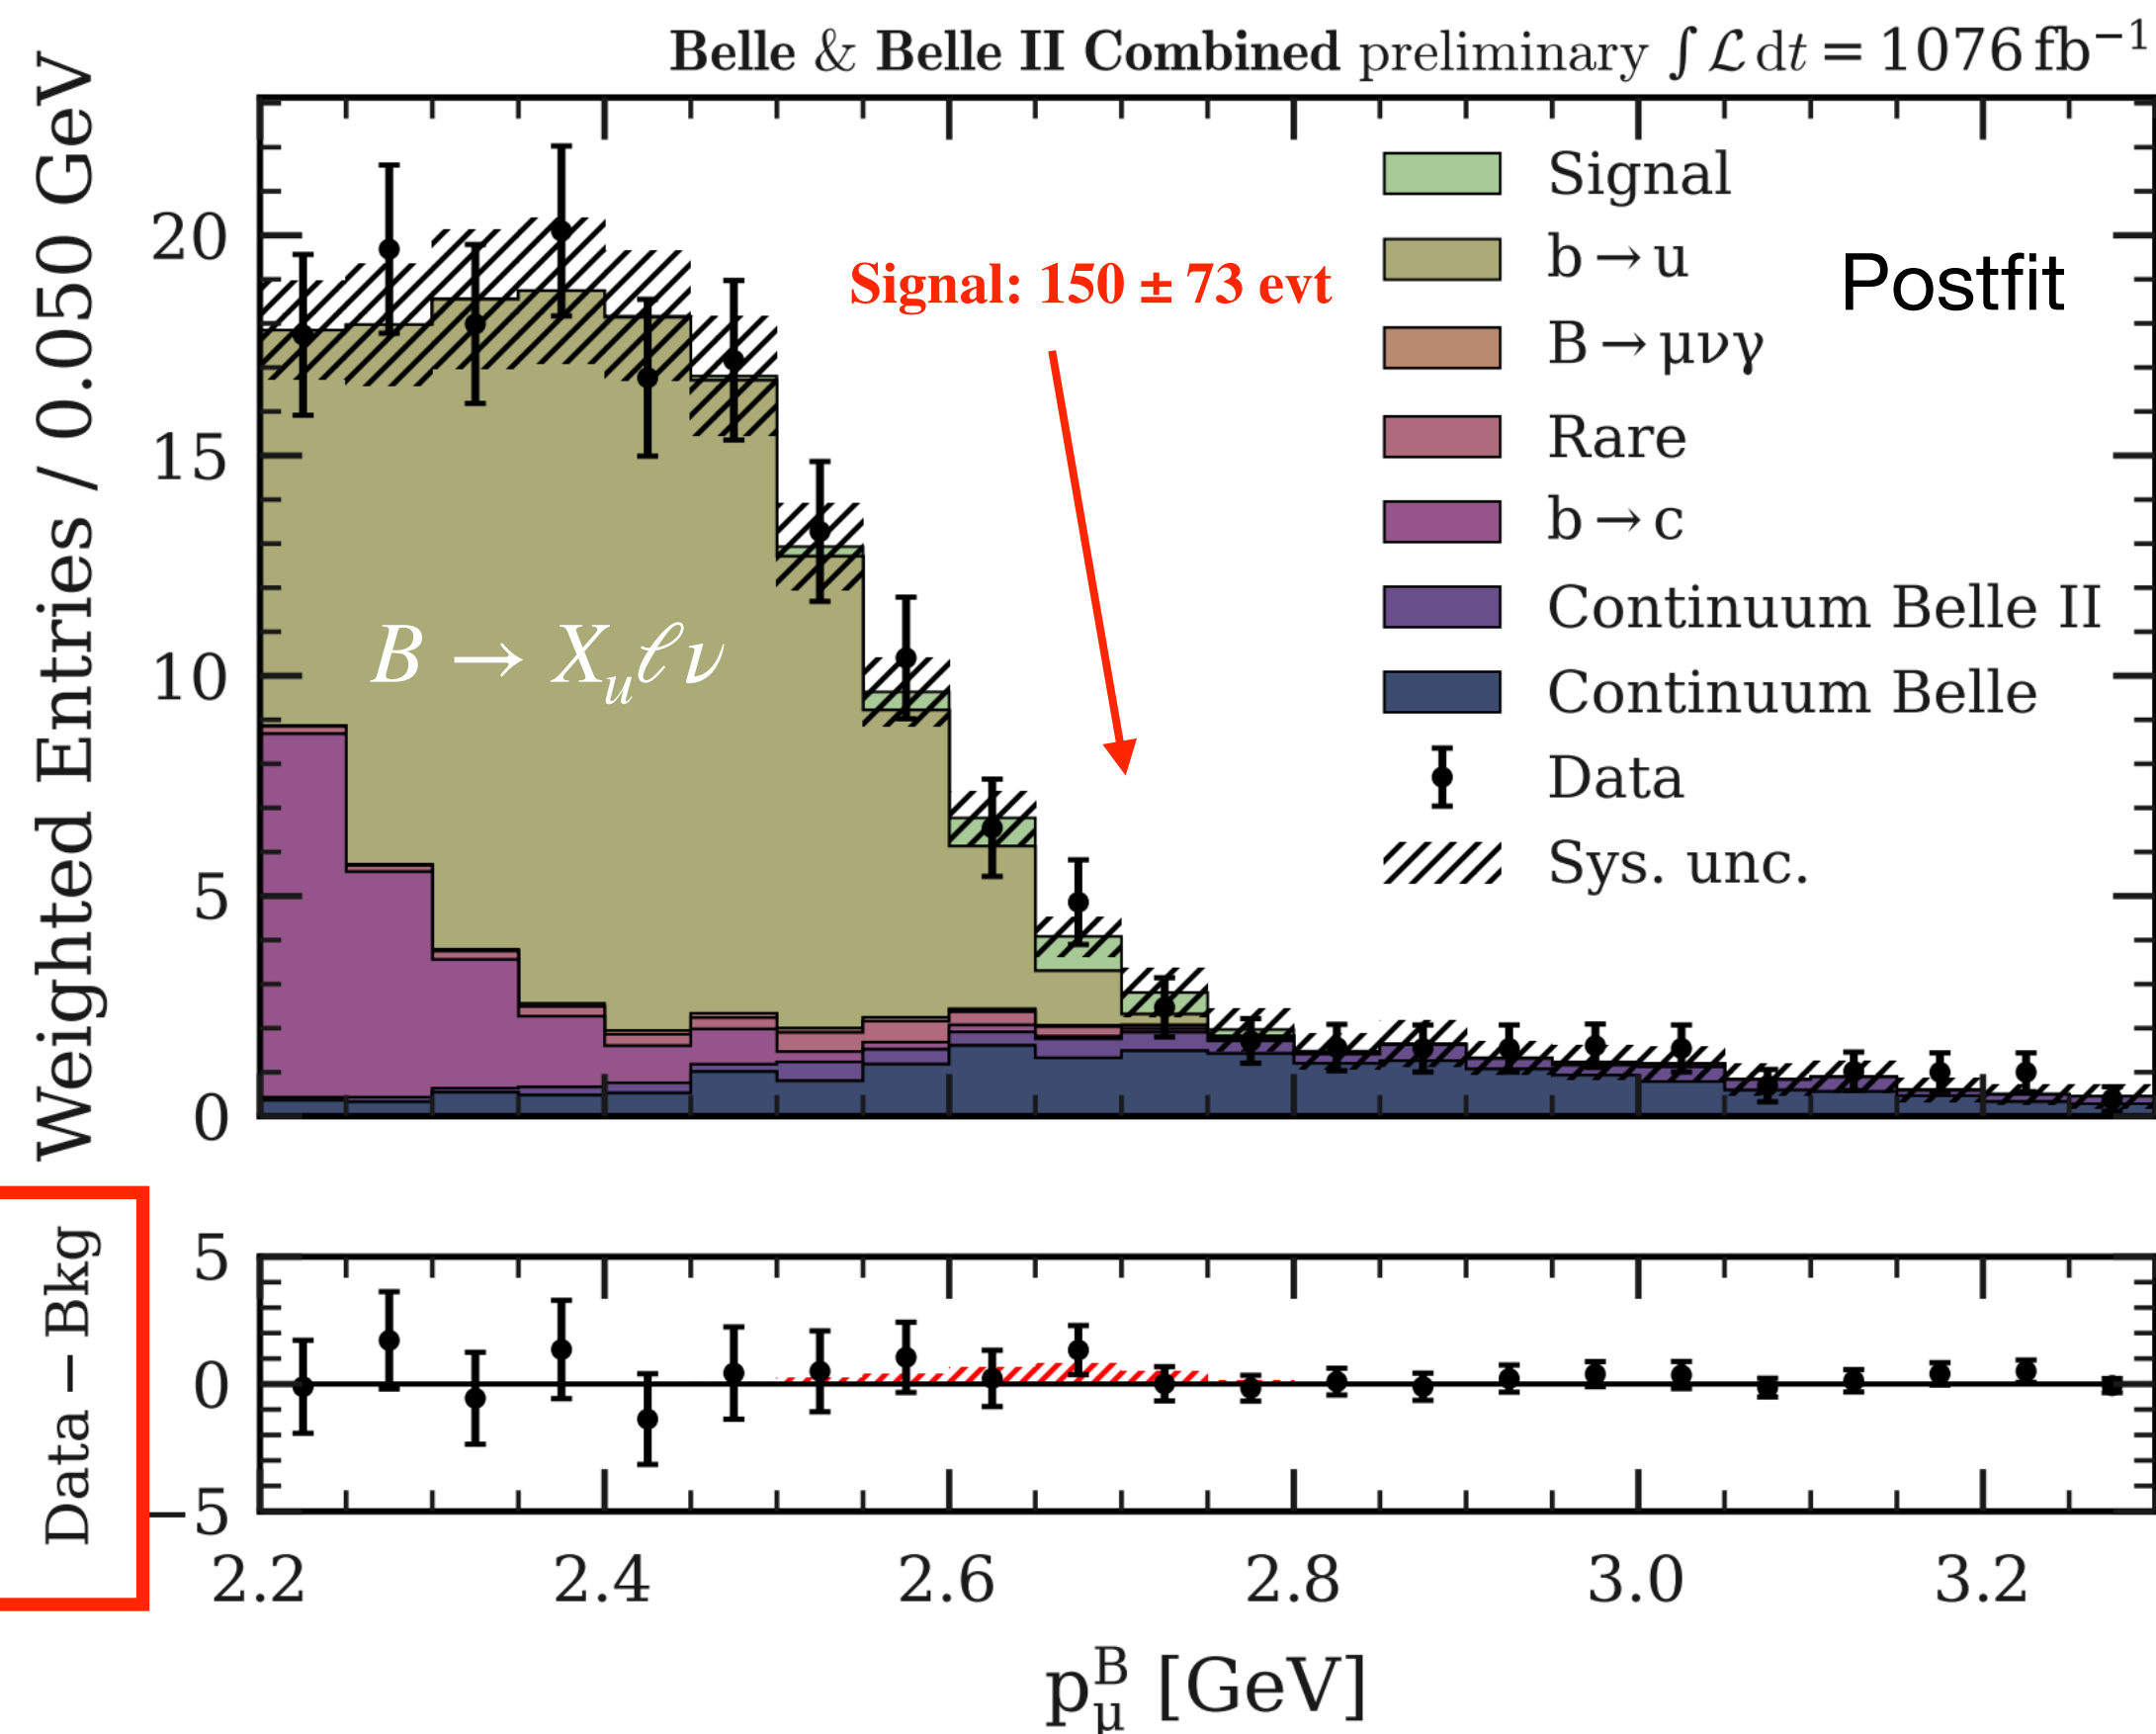 Belle & Belle II Combined preliminary ∫ ℒ dt = 1076 fb⁻¹
Weighted Entries / 0.050 GeV
20
15
10
5
0
Signal: 150 ± 73 evt
Postfit
B → Xᵤℓν
Signal
b→u
B→μνγ
Rare
b→c
Continuum Belle II
Continuum Belle
Data
Sys. unc.
Data − Bkg
5
0
−5
2.2 2.4 2.6 2.8 3.0 3.2
p_μ^B [GeV]